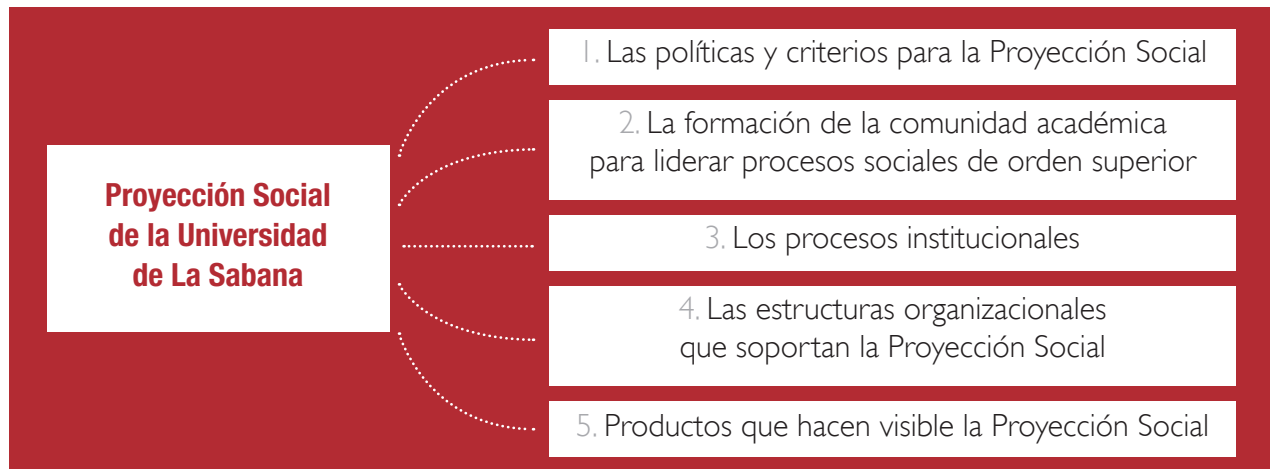 Proyección Social
de la Universidad
de La Sabana
1. Las políticas y criterios para la Proyección Social
2. La formación de la comunidad académica
para liderar procesos sociales de orden superior
3. Los procesos institucionales
4. Las estructuras organizacionales
que soportan la Proyección Social
5. Productos que hacen visible la Proyección Social